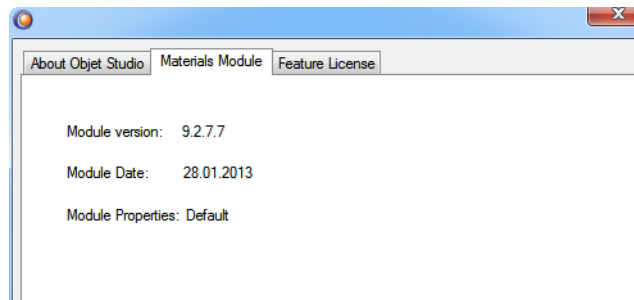 About Objet Studio Materials Module Feature License
Module version: 9.2.7.7
Module Date: 28.01.2013
Module Properties: Default